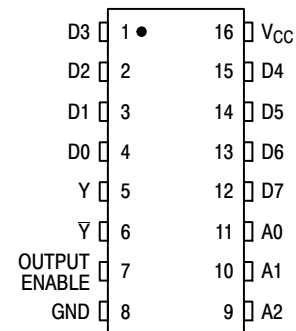 D3 1 16 VCC
D2 2 15 D4
D1 3 14 D5
D0 4 13 D6
Y 5 12 D7
Y̅ 6 11 A0
OUTPUT
ENABLE 7 10 A1
GND 8 9 A2